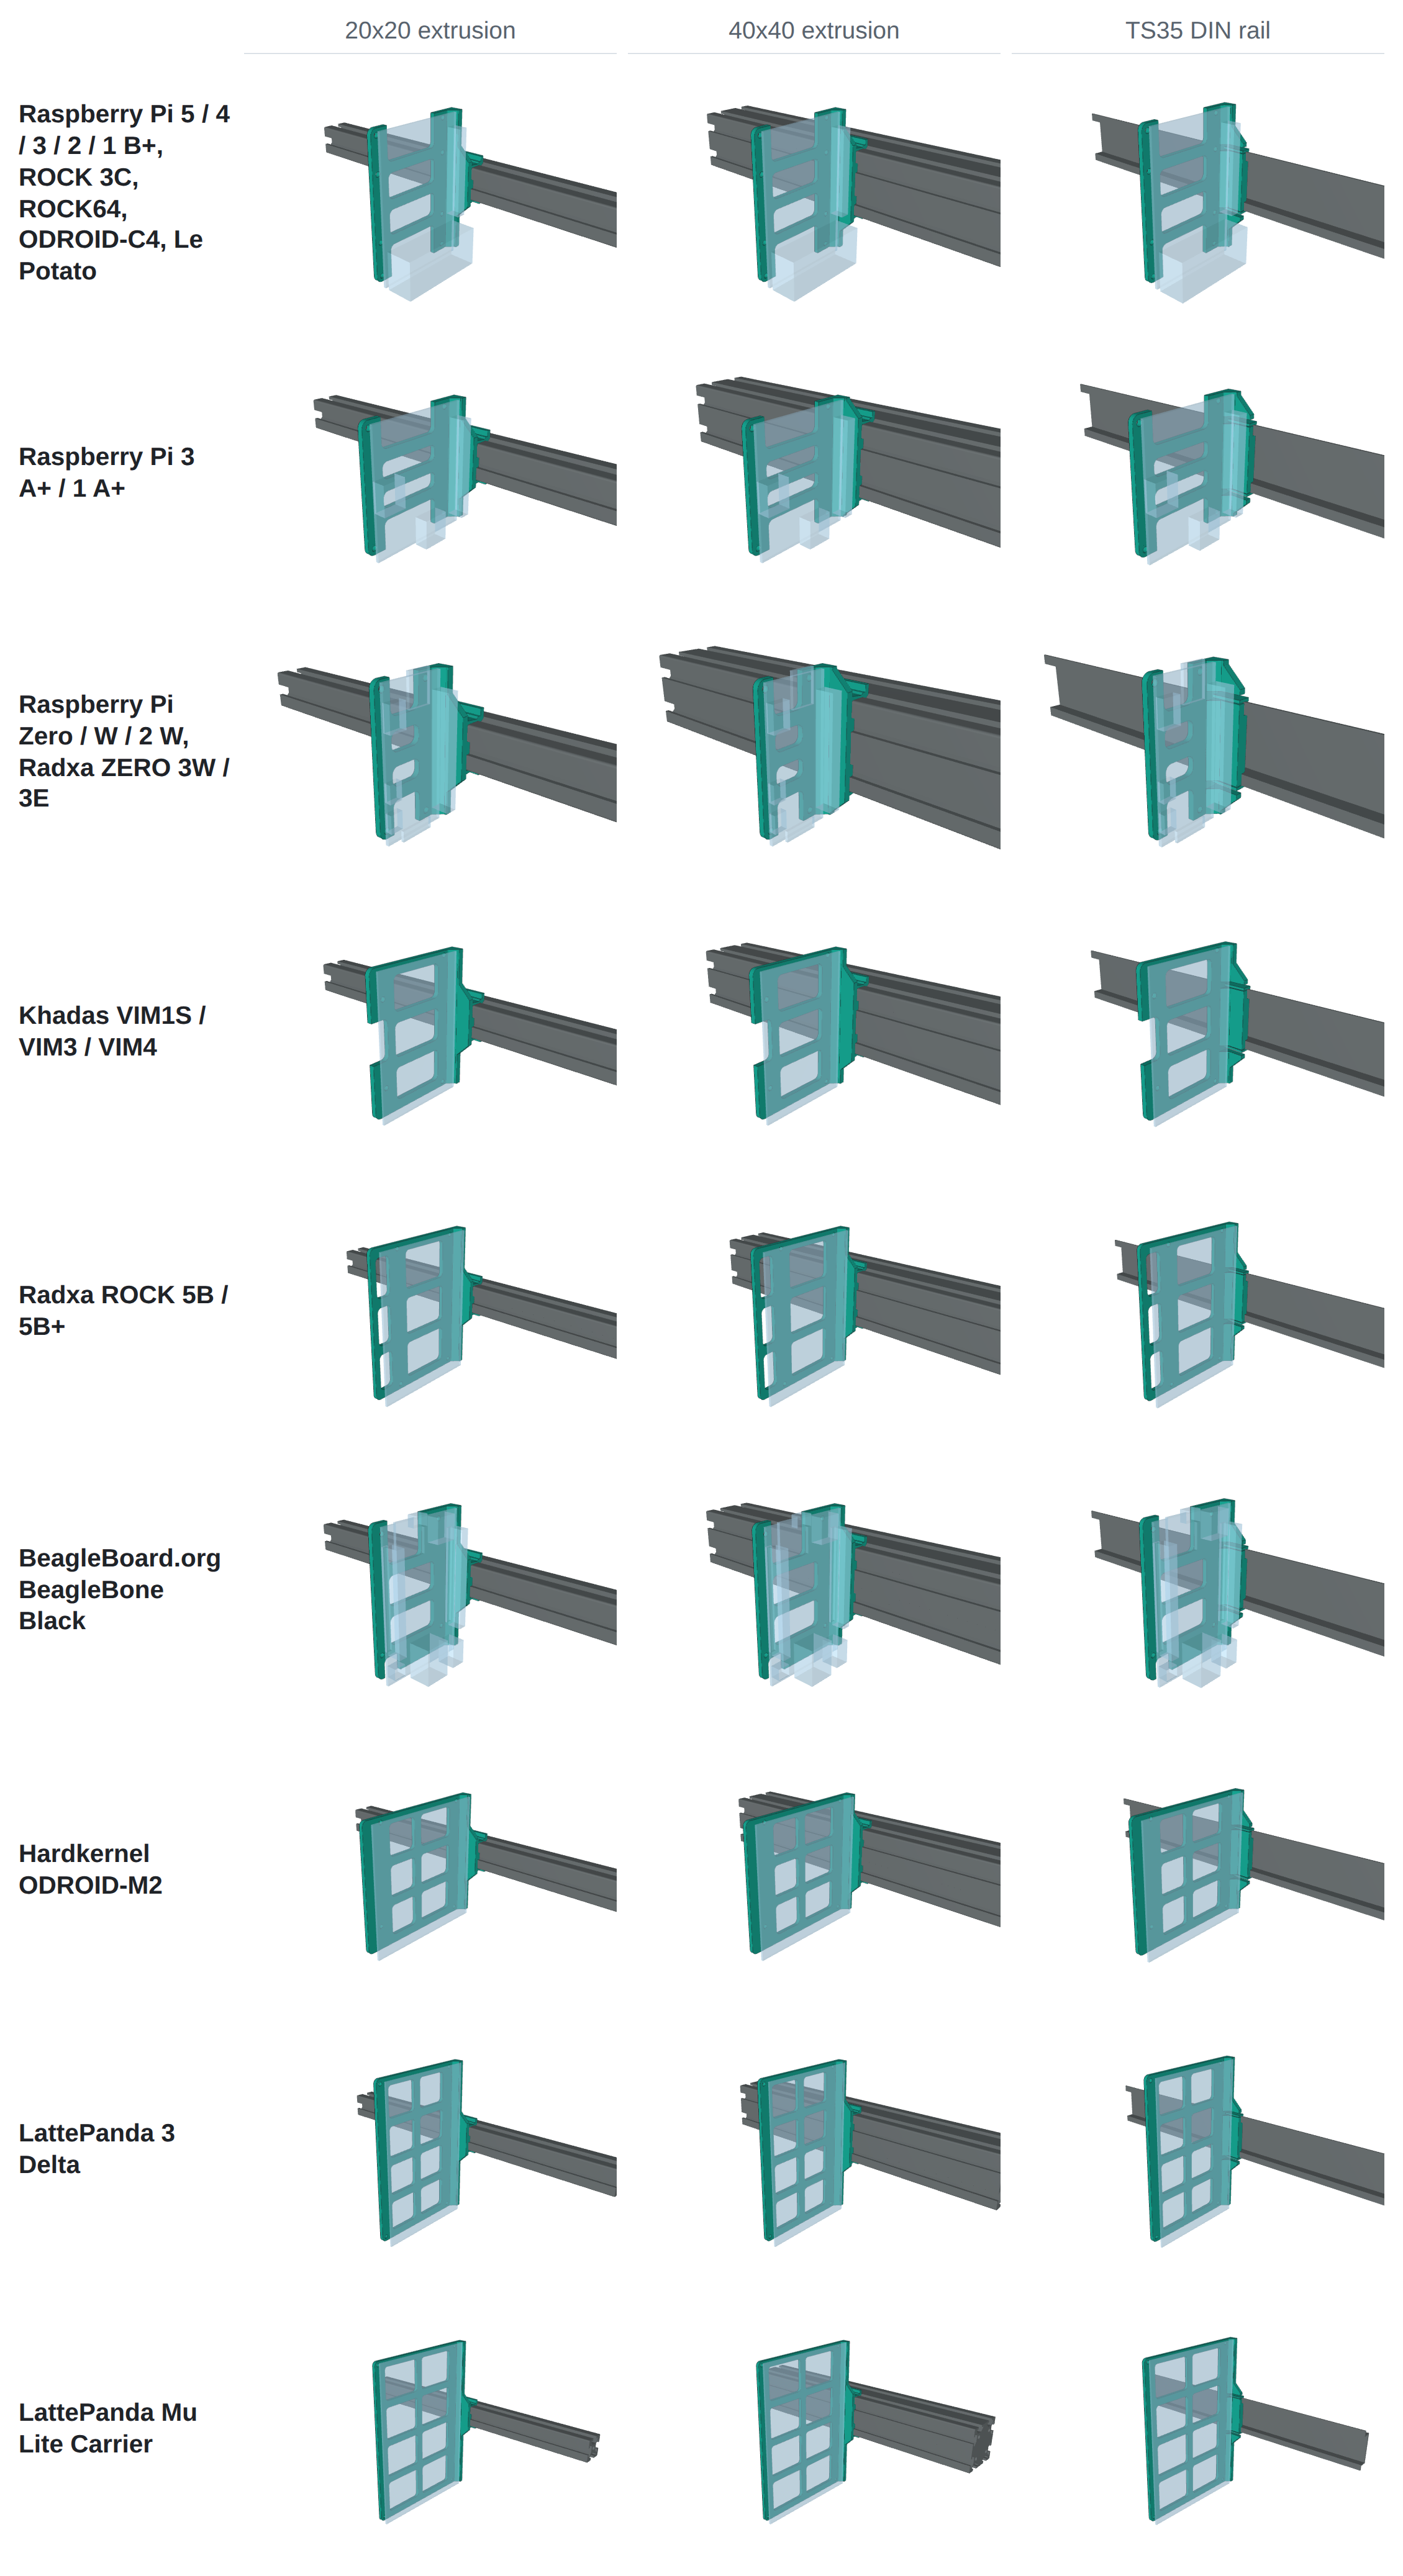 20x20 extrusion
40x40 extrusion
TS35 DIN rail
Raspberry Pi 5 / 4
/ 3 / 2 / 1 B+,
ROCK 3C,
ROCK64,
ODROID-C4, Le
Potato
Raspberry Pi 3
A+ / 1 A+
Raspberry Pi
Zero / W / 2 W,
Radxa ZERO 3W /
3E
Khadas VIM1S /
VIM3 / VIM4
Radxa ROCK 5B /
5B+
BeagleBoard.org
BeagleBone
Black
Hardkernel
ODROID-M2
LattePanda 3
Delta
LattePanda Mu
Lite Carrier